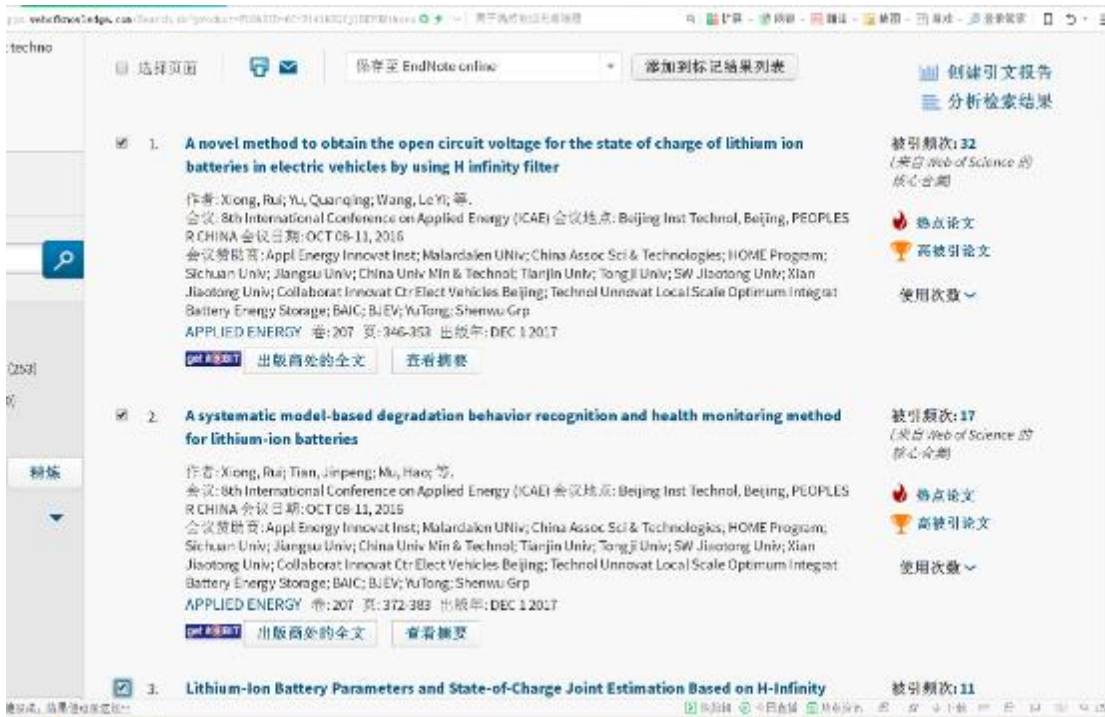 techno
选择页面
保存至 EndNote online
添加到标记结果列表
创建引文报告
分析检索结果
1.
A novel method to obtain the open circuit voltage for the state of charge of lithium ion
batteries in electric vehicles by using H infinity filter
作者: Xiong, Rui; Yu, Quanqing; Wang, Le Yi; 等.
会议: 8th International Conference on Applied Energy (ICAE) 会议地点: Beijing Inst Technol, Beijing, PEOPLES
R CHINA 会议日期: OCT 08-11, 2016
会议赞助商: Appl Energy Innovat Inst; Malardalen UNiv; China Assoc Sci & Technologies; HOME Program;
Sichuan Univ; Jiangsu Univ; China Univ Min & Technol; Tianjin Univ; Tongji Univ; SW Jiaotong Univ; Xian
Jiaotong Univ; Collaborat Innovat Ctr Elect Vehicles Beijing; Technol Unnovat Local Scale Optimum Integrat
Battery Energy Storage; BAIC; BJEV; YuTong; Shenwu Grp
APPLIED ENERGY 卷: 207 页: 346-353 出版年: DEC 1 2017
出版商处的全文
查看摘要
被引频次: 32
(来自 Web of Science 的
核心合集)
热点论文
高被引论文
使用次数
(253)
精炼
2.
A systematic model-based degradation behavior recognition and health monitoring method
for lithium-ion batteries
作者: Xiong, Rui; Tian, Jinpeng; Mu, Hao; 等.
会议: 8th International Conference on Applied Energy (ICAE) 会议地点: Beijing Inst Technol, Beijing, PEOPLES
R CHINA 会议日期: OCT 08-11, 2016
会议赞助商: Appl Energy Innovat Inst; Malardalen UNiv; China Assoc Sci & Technologies; HOME Program;
Sichuan Univ; Jiangsu Univ; China Univ Min & Technol; Tianjin Univ; Tongji Univ; SW Jiaotong Univ; Xian
Jiaotong Univ; Collaborat Innovat Ctr Elect Vehicles Beijing; Technol Unnovat Local Scale Optimum Integrat
Battery Energy Storage; BAIC; BJEV; YuTong; Shenwu Grp
APPLIED ENERGY 卷: 207 页: 372-383 出版年: DEC 1 2017
出版商处的全文
查看摘要
被引频次: 17
(来自 Web of Science 的
核心合集)
热点论文
高被引论文
使用次数
3.
Lithium-Ion Battery Parameters and State-of-Charge Joint Estimation Based on H-Infinity
被引频次: 11